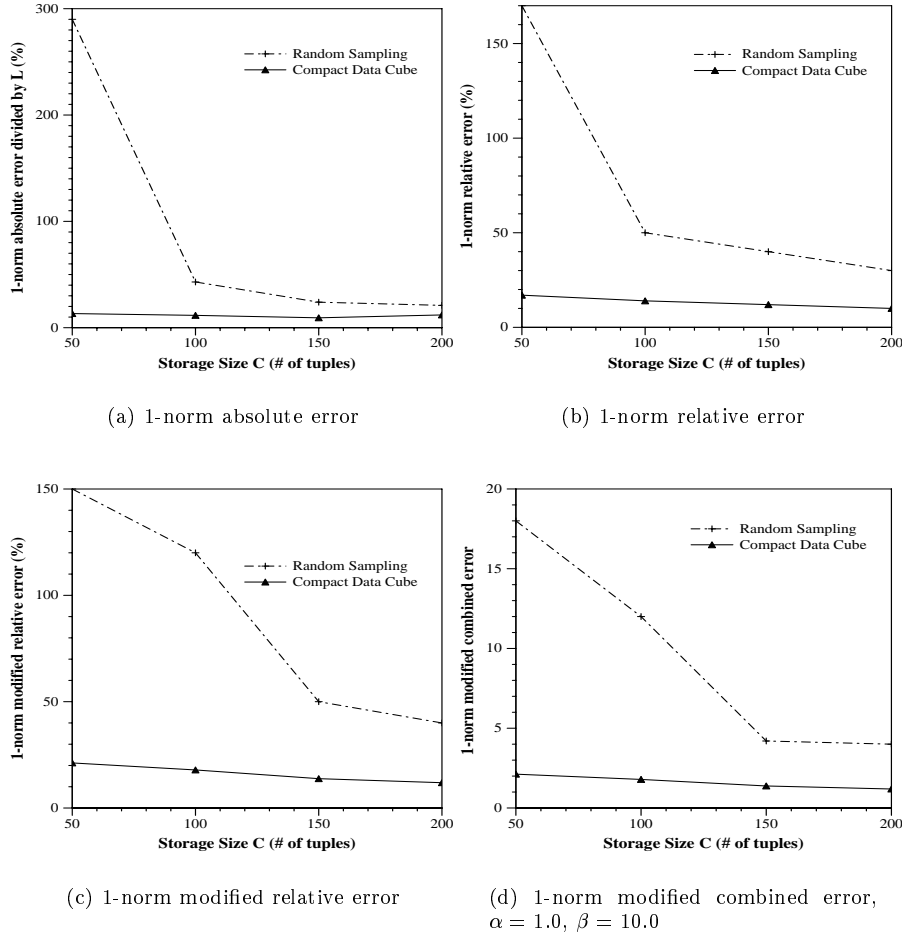 300
200
100
0
50
100
150
200
1-norm absolute error divided by L (%)
Storage Size C (# of tuples)
Random Sampling
Compact Data Cube
(a) 1-norm absolute error
150
100
50
0
50
100
150
200
1-norm relative error (%)
Storage Size C (# of tuples)
Random Sampling
Compact Data Cube
(b) 1-norm relative error
150
100
50
0
50
100
150
200
1-norm modified relative error (%)
Storage Size C (# of tuples)
Random Sampling
Compact Data Cube
(c) 1-norm modified relative error
20
15
10
5
0
50
100
150
200
1-norm modified combined error
Storage Size C (# of tuples)
Random Sampling
Compact Data Cube
(d) 1-norm modified combined error,
α = 1.0, β = 10.0